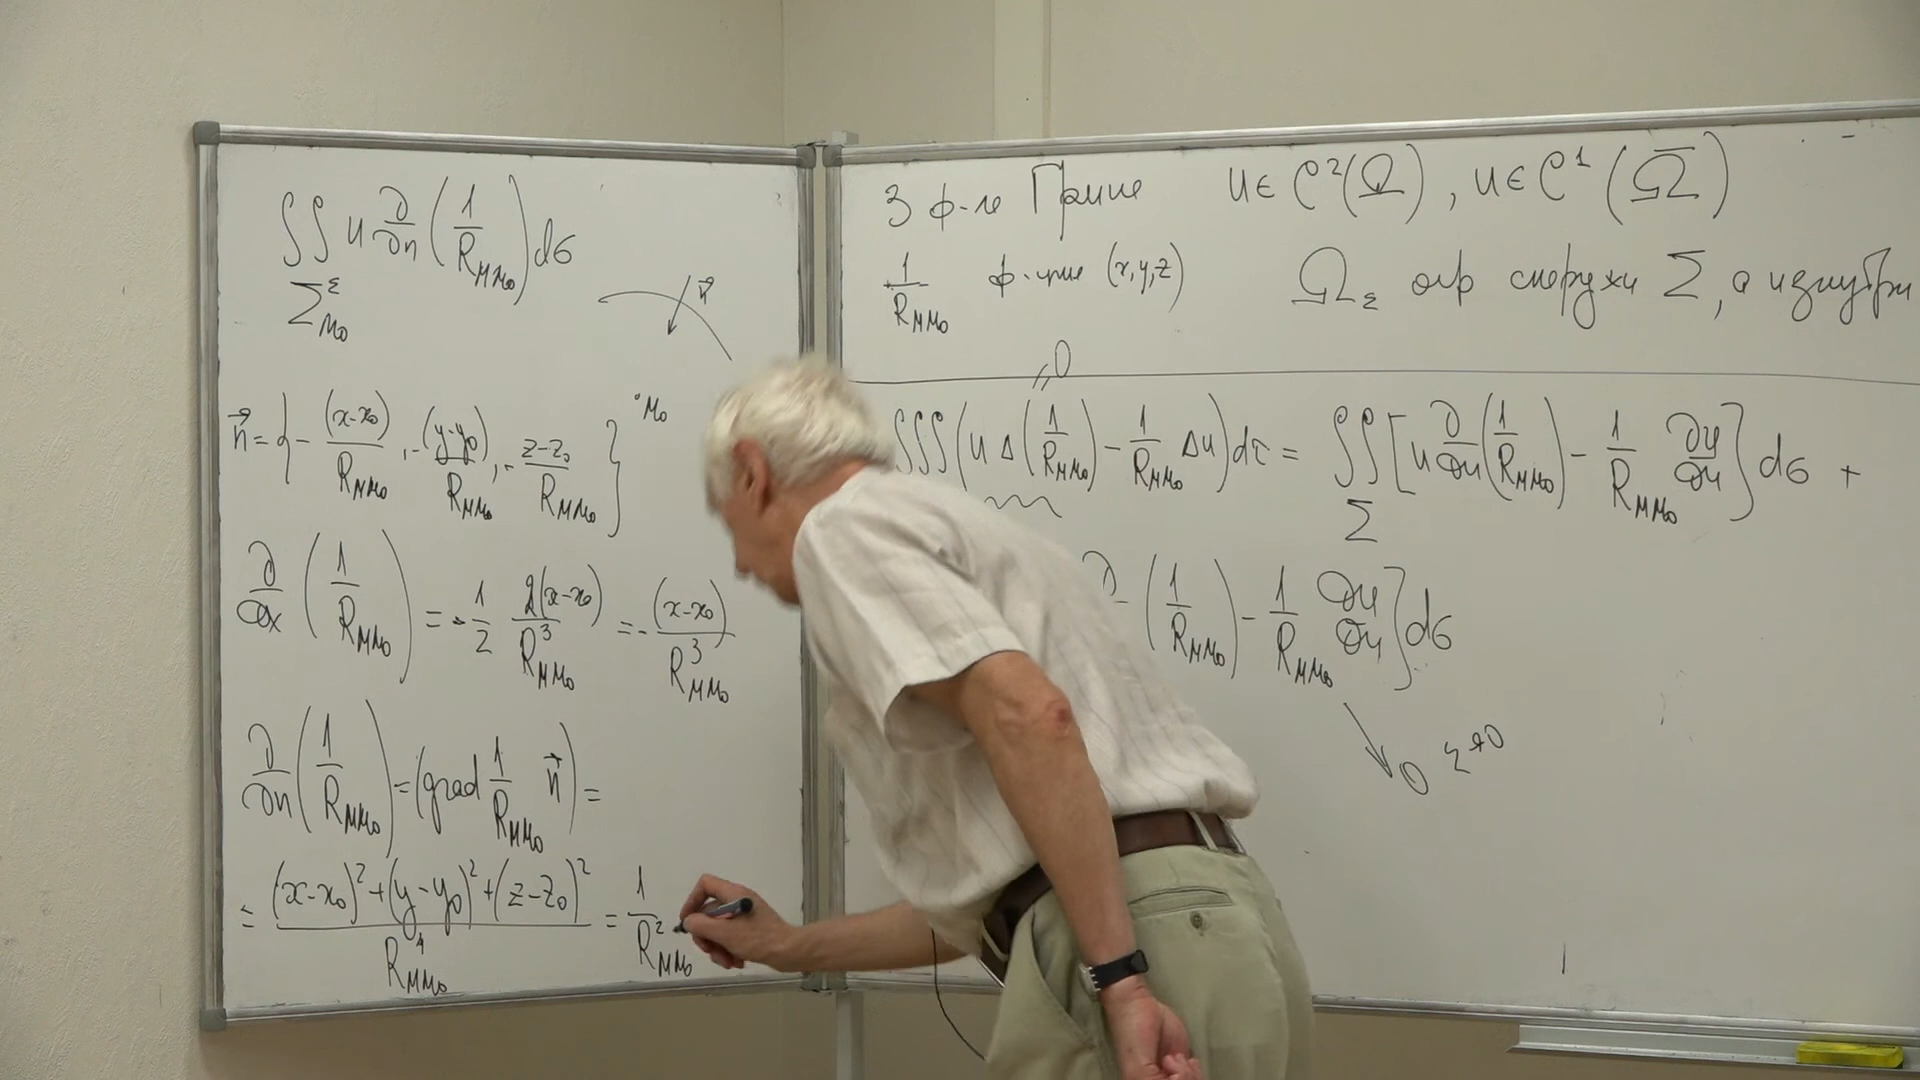 ∬ u ∂/∂n (1/R_{MM₀}) dσ
Σ^ε_{M₀}
n⃗
M₀
n⃗ = { - (x-x₀)/R_{MM₀}, -(y-y₀)/R_{MM₀}, - z-z₀/R_{MM₀} }
∂/∂x (1/R_{MM₀}) = - 1/2 2(x-x₀)/R³_{MM₀} = - (x-x₀)/R³_{MM₀}
∂/∂n (1/R_{MM₀}) = (grad 1/R_{MM₀} n⃗) =
= (x-x₀)²+(y-y₀)²+(z-z₀)²/R⁴_{MM₀} = 1/R²_{MM₀}
3 ф-ле Грина u∈C²(Ω), u∈C¹(Ω̅)
1/R_{MM₀} ф-ция (x,y,z) Ω_ε огр снаружи Σ, а изнутри
0
∭ (u Δ(1/R_{MM₀}) - 1/R_{MM₀} Δu) dτ = ∬ [u ∂/∂n (1/R_{MM₀}) - 1/R_{MM₀} ∂u/∂n] dσ +
Σ
∂ (1/R_{MM₀}) - 1/R_{MM₀} ∂u/∂n] dσ
0 ε→0